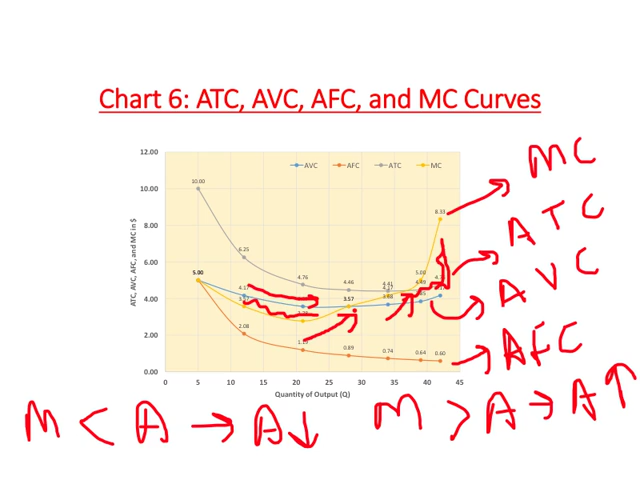 Chart 6: ATC, AVC, AFC, and MC Curves
12.00
AVC AFC ATC MC
10.00
10.00
8.33
8.00
6.25
6.00
5.00
5.00
4.76
4.46
4.41
4.17
4.00
3.57
3.57
2.08
2.00
0.89
0.74
0.64
0.60
0.00
0 5 10 15 20 25 30 35 40 45
Quantity of Output (Q)
ATC, AVC, AFC, and MC in $
MC
ATC
AVC
AFC
M < A → A↓
M > A → A↑